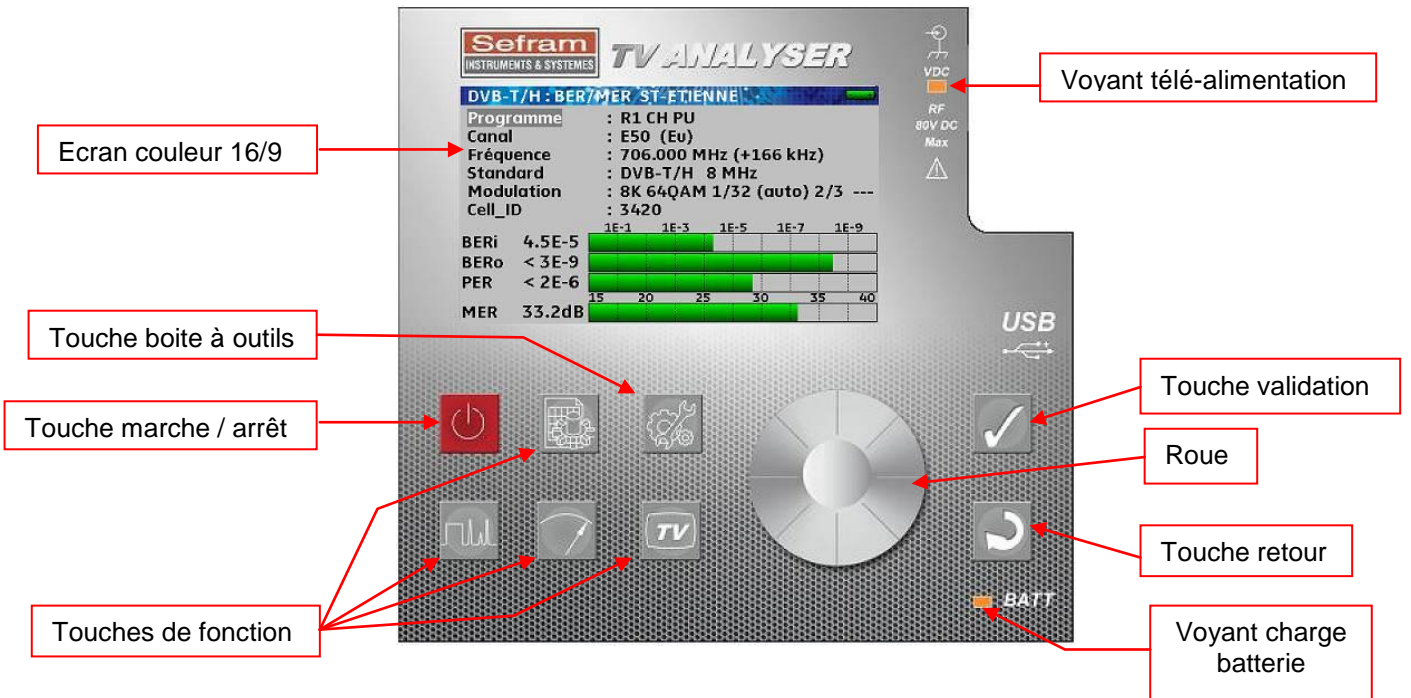 Sefram
INSTRUMENTS & SYSTEMES
TV ANALYSER
VDC
RF
80V DC
Max
Voyant télé-alimentation
DVB-T/H : BER/MER ST-ETIENNE
Programme : R1 CH PU
Canal : E50 (Eu)
Fréquence : 706.000 MHz (+166 kHz)
Standard : DVB-T/H 8 MHz
Modulation : 8K 64QAM 1/32 (auto) 2/3 ---
Cell_ID : 3420
1E-1 1E-3 1E-5 1E-7 1E-9
BERi 4.5E-5
BERo < 3E-9
PER < 2E-6
15 20 25 30 35 40
MER 33.2dB
Ecran couleur 16/9
USB
Touche boite à outils
Touche validation
Touche marche / arrêt
Roue
TV
Touche retour
BATT
Touches de fonction
Voyant charge
batterie